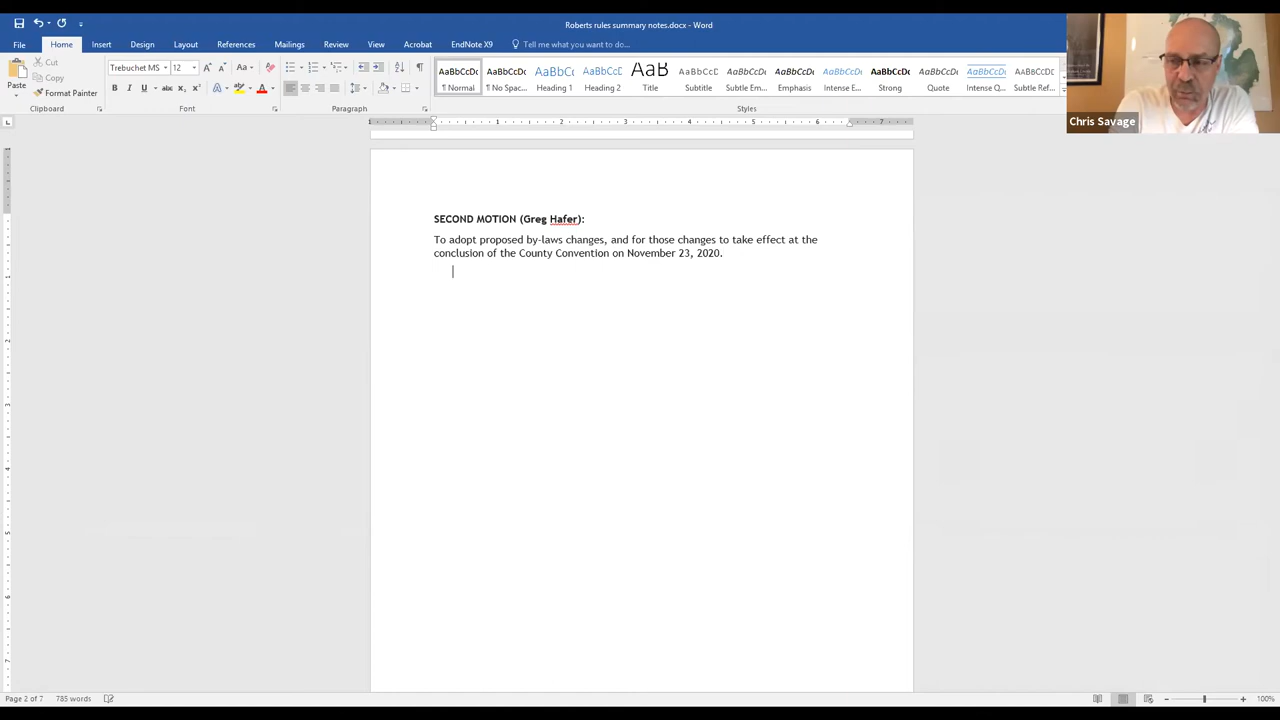 Roberts rules summary notes.docx - Word
File Home Insert Design Layout References Mailings Review View Acrobat EndNote X9 Tell me what you want to do...
Cut
Copy
Paste
Format Painter
Clipboard
Trebuchet MS 12
Font
Paragraph
AaBbCcDc AaBbCcDc AaBbC AaBbCc AaB AaBbCcD AaBbCcDc AaBbCcDc AaBbCcDc AaBbCcDc AaBbCcDc AaBbCcDc AaBbCcDc
¶ Normal ¶ No Spac... Heading 1 Heading 2 Title Subtitle Subtle Em... Emphasis Intense E... Strong Quote Intense Q... Subtle Ref...
Styles
Chris Savage
SECOND MOTION (Greg Hafer):
To adopt proposed by-laws changes, and for those changes to take effect at the
conclusion of the County Convention on November 23, 2020.
Page 2 of 7 785 words 100%